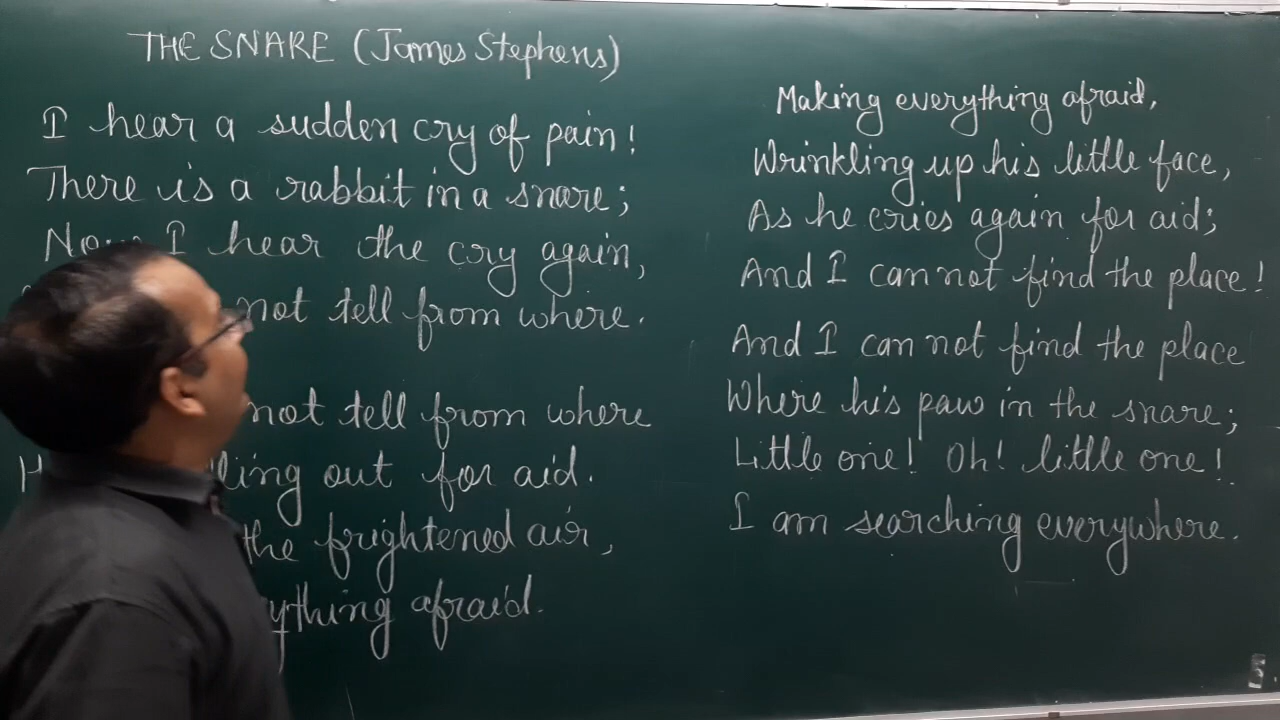 THE SNARE (James Stephens)
I hear a sudden cry of pain!
There is a rabbit in a snare;
Now I hear the cry again,
not tell from where.
not tell from where
ling out for aid.
the frightened air,
ything afraid.
Making everything afraid,
Wrinkling up his little face,
As he cries again for aid;
And I can not find the place!
And I can not find the place
Where his paw in the snare;
Little one! Oh! little one!
I am searching everywhere.